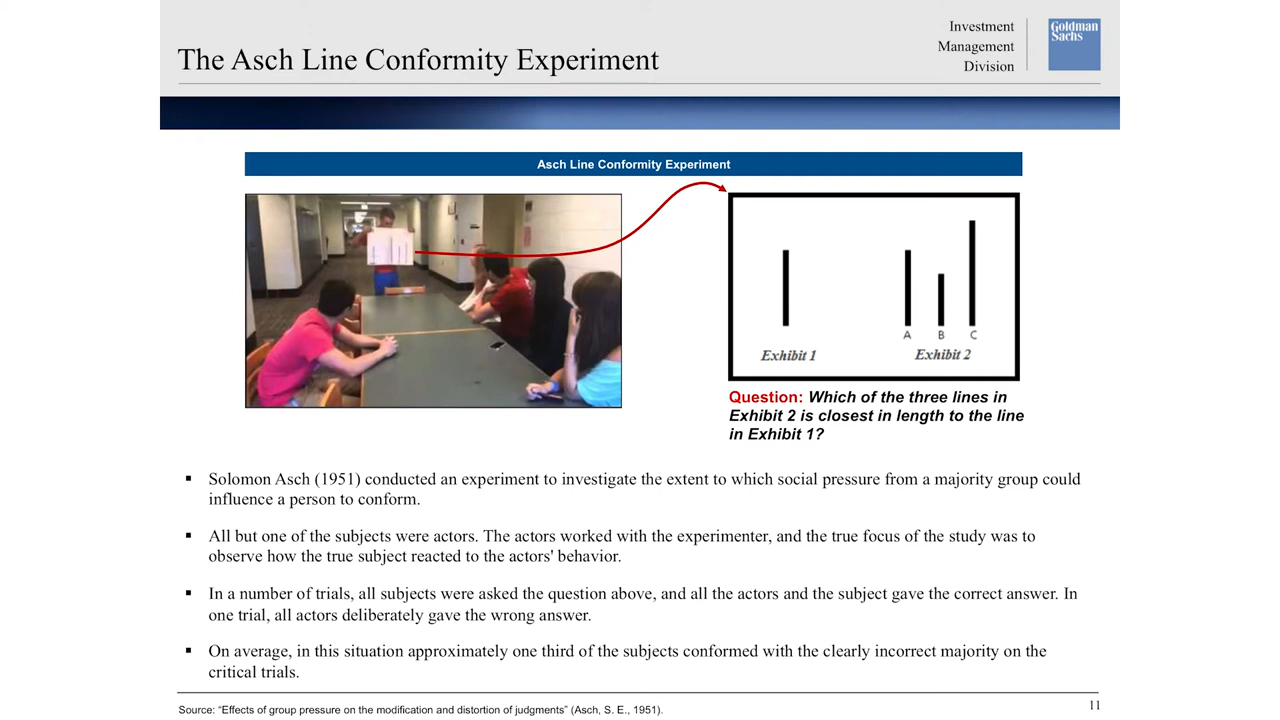 The Asch Line Conformity Experiment
Investment
Management
Division
Goldman
Sachs
Asch Line Conformity Experiment
A B C
Exhibit 1
Exhibit 2
Question: Which of the three lines in
Exhibit 2 is closest in length to the line
in Exhibit 1?
▪ Solomon Asch (1951) conducted an experiment to investigate the extent to which social pressure from a majority group could
influence a person to conform.
▪ All but one of the subjects were actors. The actors worked with the experimenter, and the true focus of the study was to
observe how the true subject reacted to the actors' behavior.
▪ In a number of trials, all subjects were asked the question above, and all the actors and the subject gave the correct answer. In
one trial, all actors deliberately gave the wrong answer.
▪ On average, in this situation approximately one third of the subjects conformed with the clearly incorrect majority on the
critical trials.
Source: “Effects of group pressure on the modification and distortion of judgments” (Asch, S. E., 1951).
11